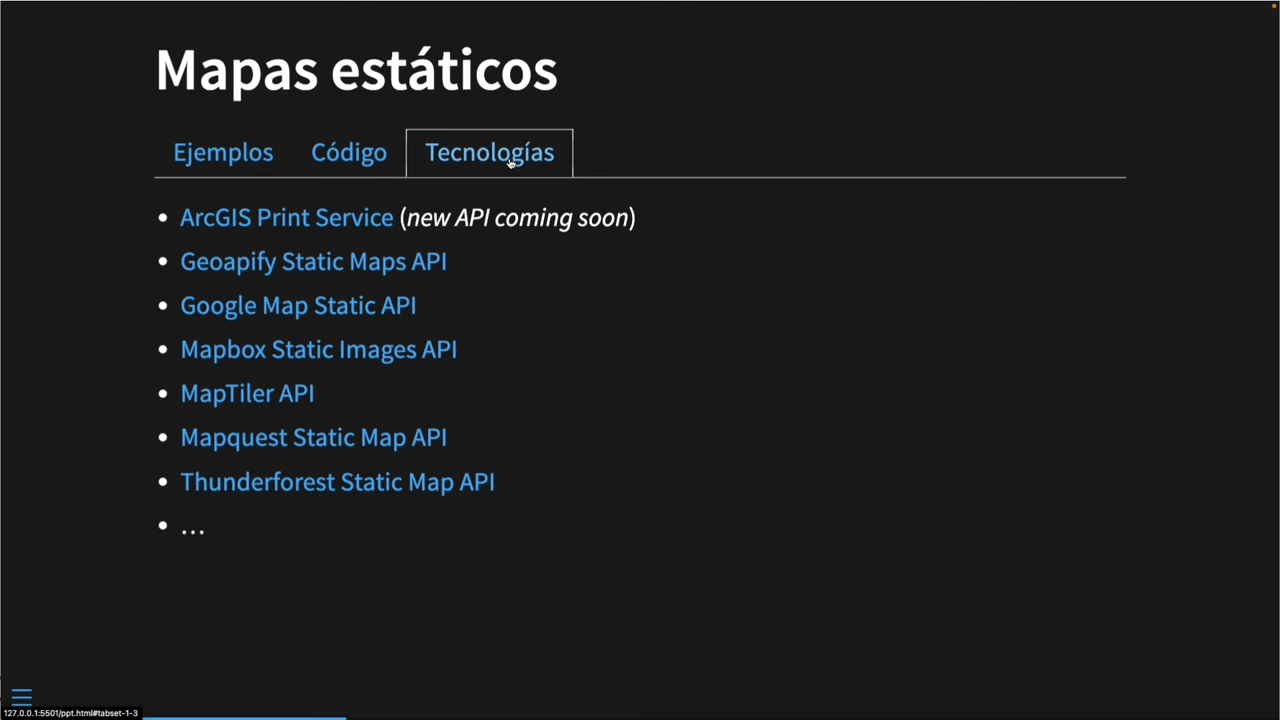 Mapas estáticos
Ejemplos Código Tecnologías
• ArcGIS Print Service (new API coming soon)
• Geoapify Static Maps API
• Google Map Static API
• Mapbox Static Images API
• MapTiler API
• Mapquest Static Map API
• Thunderforest Static Map API
• ...
127.0.0.1:5501/ppt.html#tabset-1-3